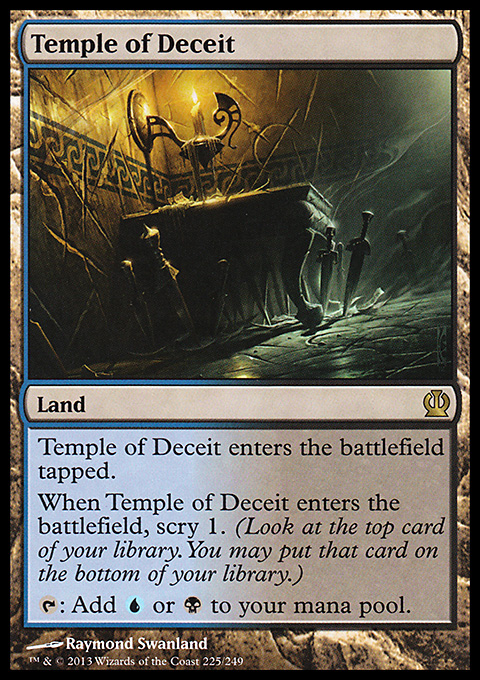 Temple of Deceit
Land
Temple of Deceit enters the battlefield
tapped.
When Temple of Deceit enters the
battlefield, scry 1. (Look at the top card
of your library. You may put that card on
the bottom of your library.)
: Add or to your mana pool.
Raymond Swanland
™ & © 2013 Wizards of the Coast 225/249